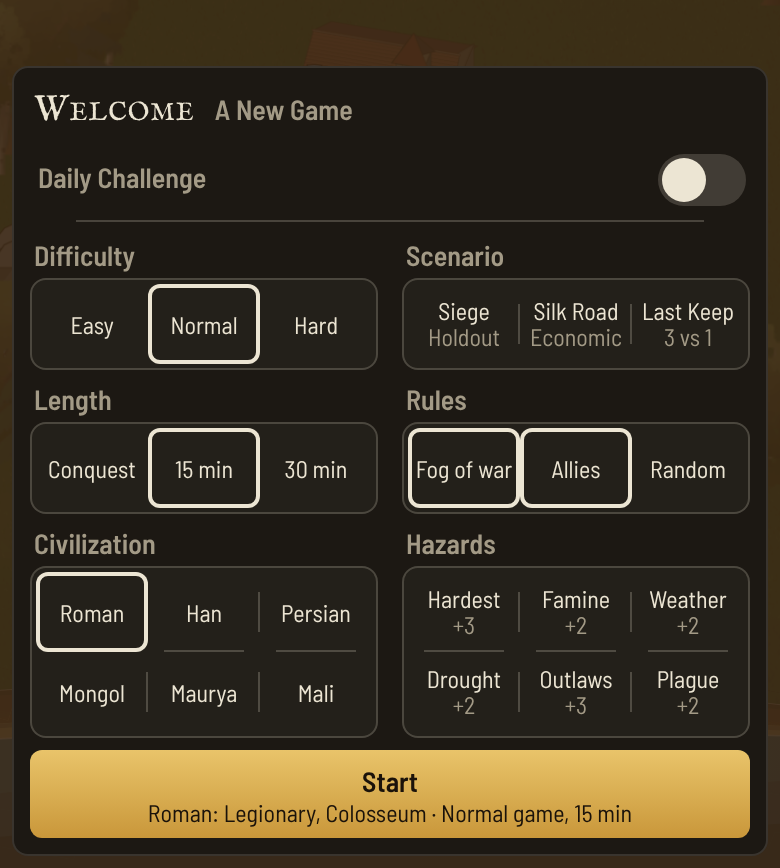 Welcome A New Game
Daily Challenge
Difficulty
Easy Normal Hard
Scenario
Siege Silk Road Last Keep
Holdout Economic 3 vs 1
Length
Conquest 15 min 30 min
Rules
Fog of war Allies Random
Civilization
Roman Han Persian
Mongol Maurya Mali
Hazards
Hardest Famine Weather
+3 +2 +2
Drought Outlaws Plague
+2 +3 +2
Start
Roman: Legionary, Colosseum · Normal game, 15 min